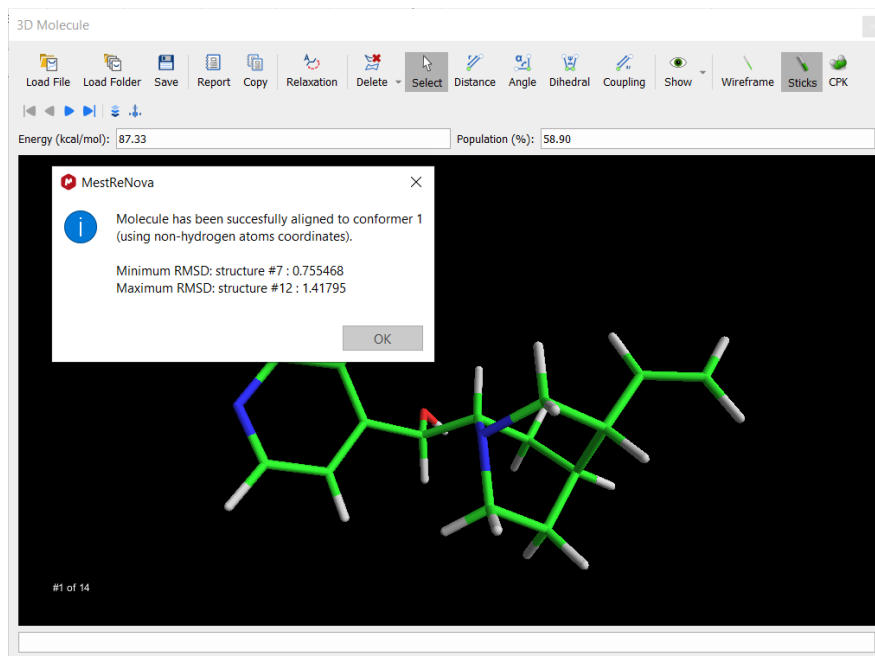 3D Molecule
Load File Load Folder Save Report Copy Relaxation Delete Select Distance Angle Dihedral Coupling Show Wireframe Sticks CPK
Energy (kcal/mol): 87.33 Population (%): 58.90
MestReNova
Molecule has been succesfully aligned to conformer 1
(using non-hydrogen atoms coordinates).
Minimum RMSD: structure #7 : 0.755468
Maximum RMSD: structure #12 : 1.41795
OK
#1 of 14